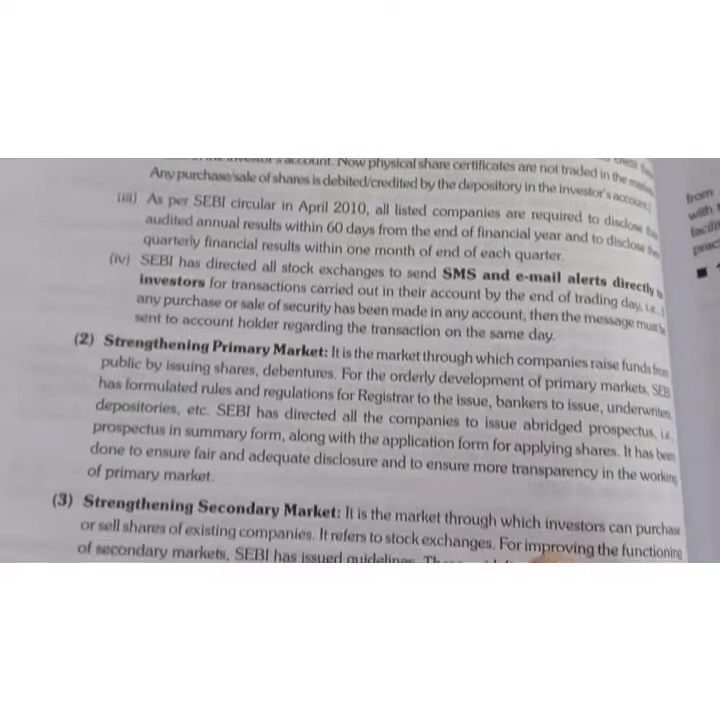 account. Now physical share certificates are not traded in the
Any purchase/sale of shares is debited/credited by the depository in the investor's account.
(iii) As per SEBI circular in April 2010, all listed companies are required to disclose
audited annual results within 60 days from the end of financial year and to disclose
quarterly financial results within one month of end of each quarter.
(iv) SEBI has directed all stock exchanges to send SMS and e-mail alerts directly
investors for transactions carried out in their account by the end of trading day, i.e.,
any purchase or sale of security has been made in any account, then the message must
sent to account holder regarding the transaction on the same day.
(2) Strengthening Primary Market: It is the market through which companies raise funds from
public by issuing shares, debentures. For the orderly development of primary markets, SEB
has formulated rules and regulations for Registrar to the issue, bankers to issue, underwriters
depositories, etc. SEBI has directed all the companies to issue abridged prospectus, i.e.
prospectus in summary form, along with the application form for applying shares. It has been
done to ensure fair and adequate disclosure and to ensure more transparency in the working
of primary market.
(3) Strengthening Secondary Market: It is the market through which investors can purchase
or sell shares of existing companies. It refers to stock exchanges. For improving the functioning
of secondary markets, SEBI has issued guidelines.
from
with